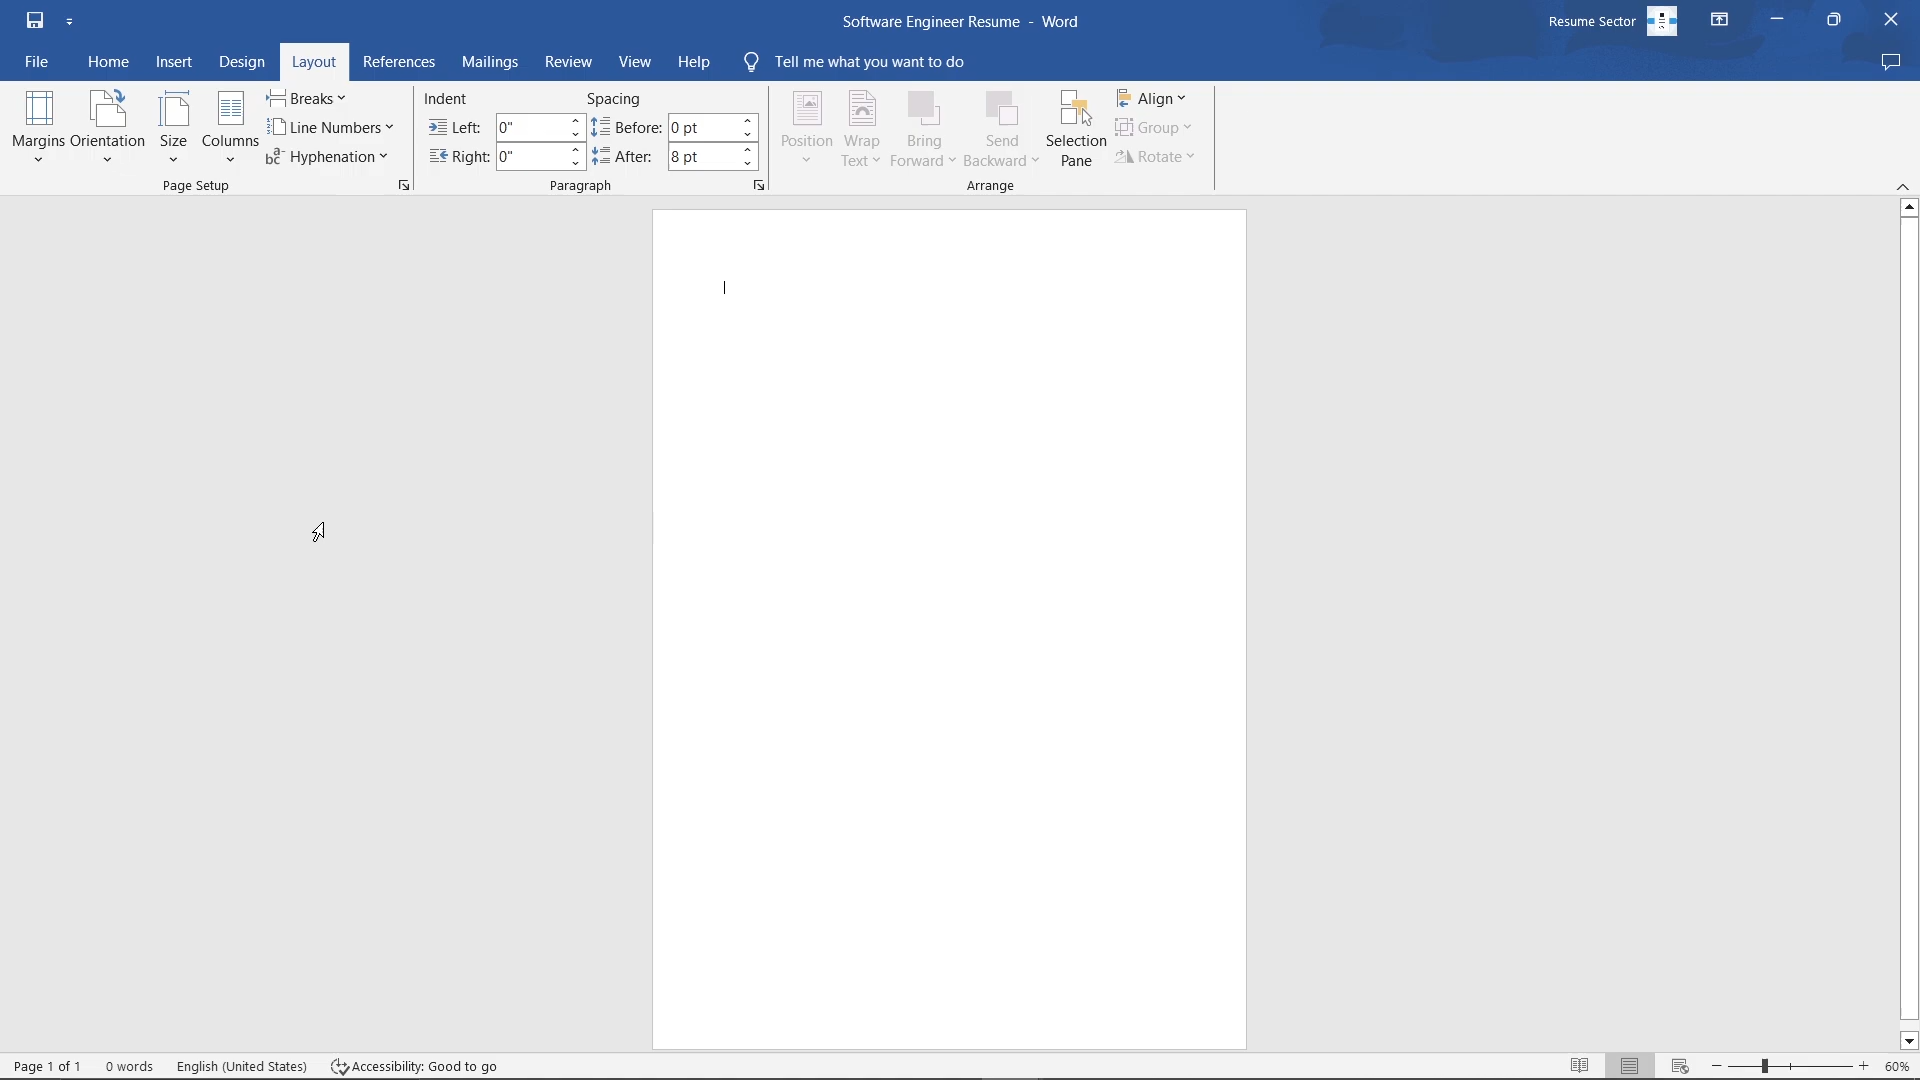 Software Engineer Resume - Word
Resume Sector
File Home Insert Design Layout References Mailings Review View Help Tell me what you want to do
Margins
Orientation
Size
Columns
Breaks
Line Numbers
bc a- Hyphenation
Page Setup
Indent
Left: 0"
Right: 0"
Spacing
Before: 0 pt
After: 8 pt
Paragraph
Position
Wrap
Text
Bring
Forward
Send
Backward
Selection
Pane
Align
Group
Rotate
Arrange
Page 1 of 1 0 words English (United States) Accessibility: Good to go
60%